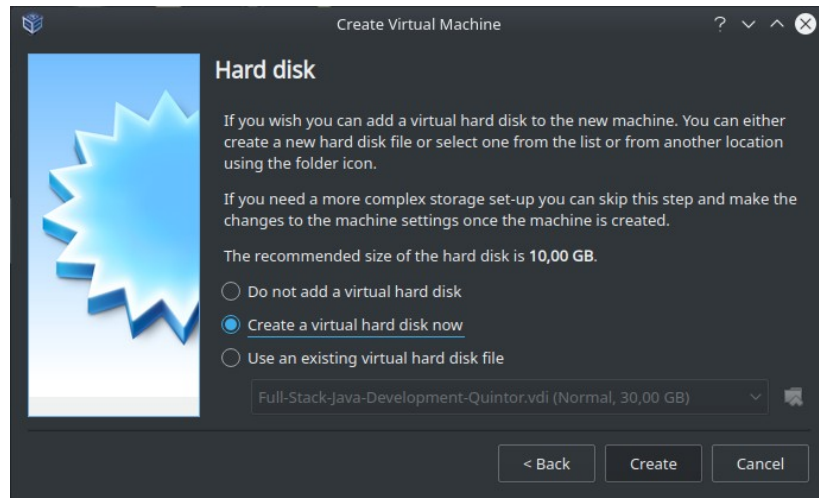 Create Virtual Machine
?
Hard disk
If you wish you can add a virtual hard disk to the new machine. You can either
create a new hard disk file or select one from the list or from another location
using the folder icon.
If you need a more complex storage set-up you can skip this step and make the
changes to the machine settings once the machine is created.
The recommended size of the hard disk is 10,00 GB.
Do not add a virtual hard disk
Create a virtual hard disk now
Use an existing virtual hard disk file
Full-Stack-Java-Development-Quintor.vdi (Normal, 30,00 GB)
< Back
Create
Cancel